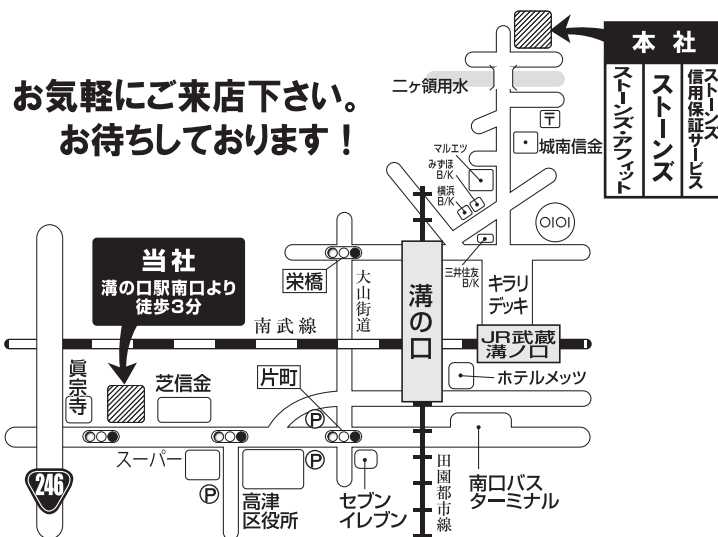 お気軽にご来店下さい。
お待ちしております！
本社
ストーンズ・アフィット
ストーンズ
ストーンズ
信用保証サービス
二ヶ領用水
〒
城南信金
マルエツ
みずほ
B/K
横浜
B/K
OIOI
三井住友
B/K
キラリ
デッキ
当社
溝の口駅南口より
徒歩3分
栄橋
大山街道
溝の口
南武線
JR武蔵
溝ノ口
ホテルメッツ
眞宗寺
芝信金
片町
P
スーパー
P
P
246
高津
区役所
セブン
イレブン
田園都市線
南口バス
ターミナル